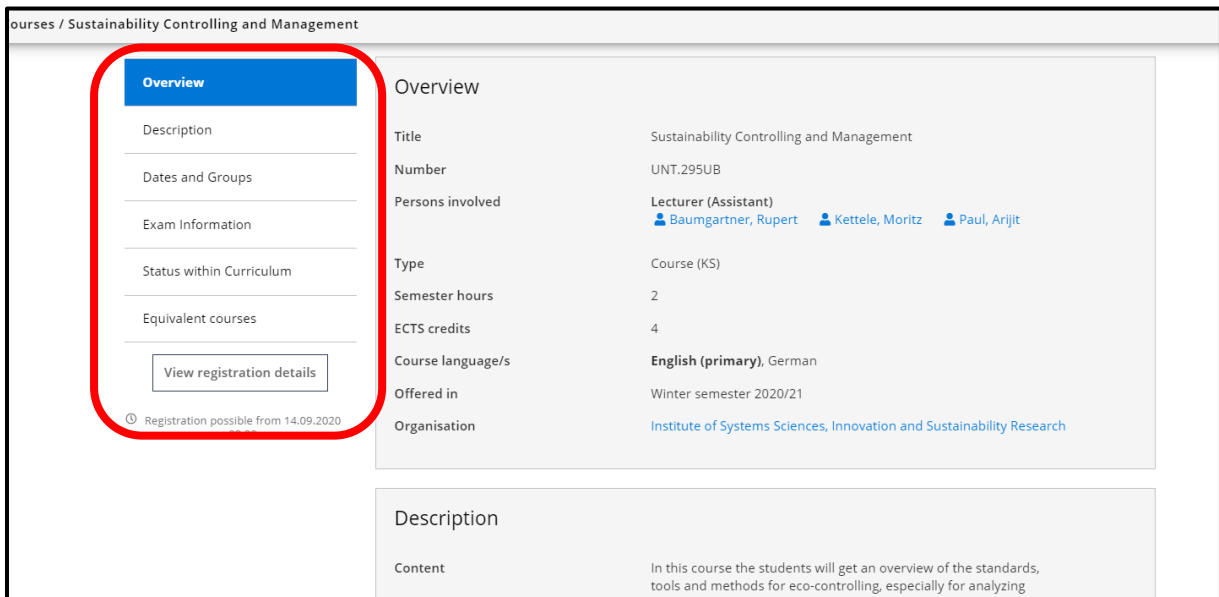 ourses / Sustainability Controlling and Management
Overview
Description
Dates and Groups
Exam Information
Status within Curriculum
Equivalent courses
View registration details
Registration possible from 14.09.2020
Overview
Title Sustainability Controlling and Management
Number UNT.295UB
Persons involved Lecturer (Assistant)
Baumgartner, Rupert Kettele, Moritz Paul, Arijit
Type Course (KS)
Semester hours 2
ECTS credits 4
Course language/s English (primary), German
Offered in Winter semester 2020/21
Organisation Institute of Systems Sciences, Innovation and Sustainability Research
Description
Content In this course the students will get an overview of the standards,
tools and methods for eco-controlling, especially for analyzing